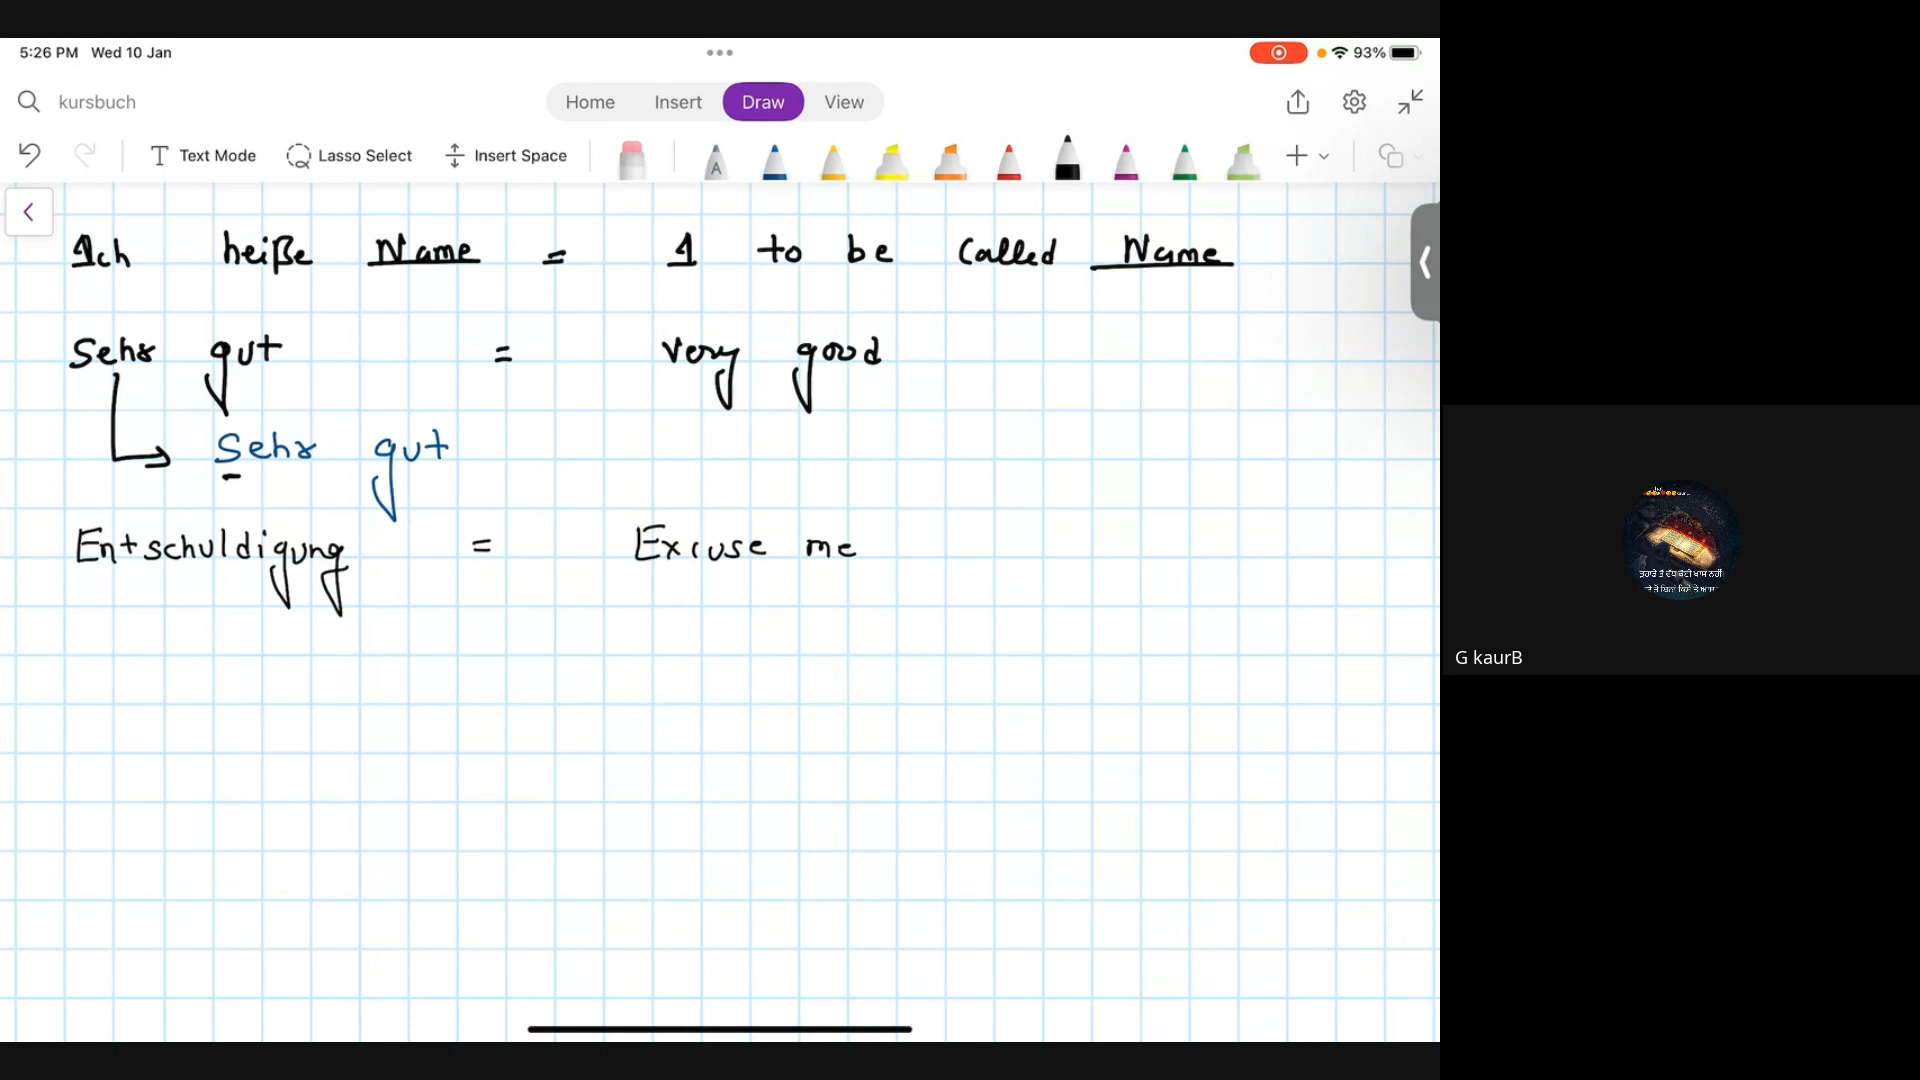 5:26 PM Wed 10 Jan 93%
kursbuch Home Insert Draw View
Text Mode Lasso Select Insert Space A
Ich heiße Name = I to be Called Name
Sehr gut = very good
Sehr gut
Entschuldigung = Excuse me
G kaurB